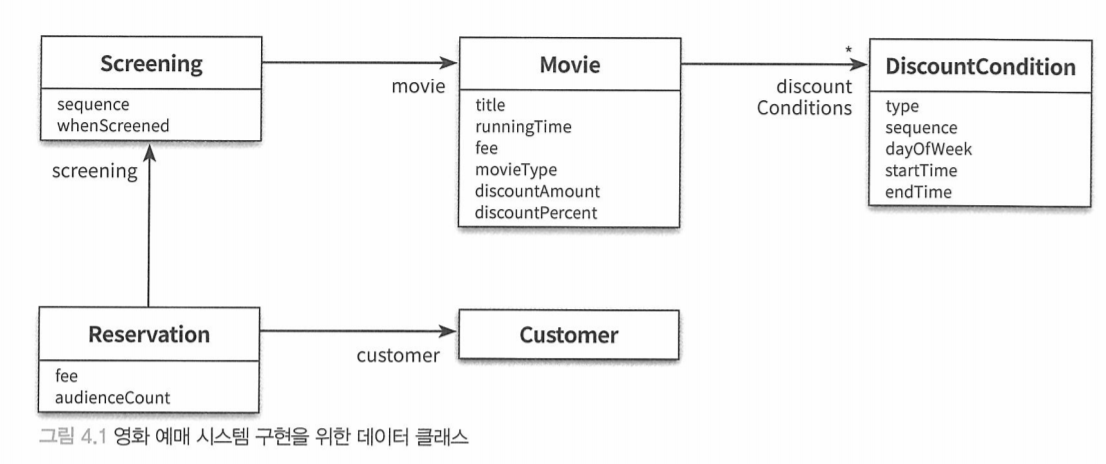 Screening
sequence
whenScreened
movie
Movie
title
runningTime
fee
movieType
discountAmount
discountPercent
*
discount
Conditions
DiscountCondition
type
sequence
dayOfWeek
startTime
endTime
screening
Reservation
fee
audienceCount
customer
Customer
그림 4.1 영화 예매 시스템 구현을 위한 데이터 클래스